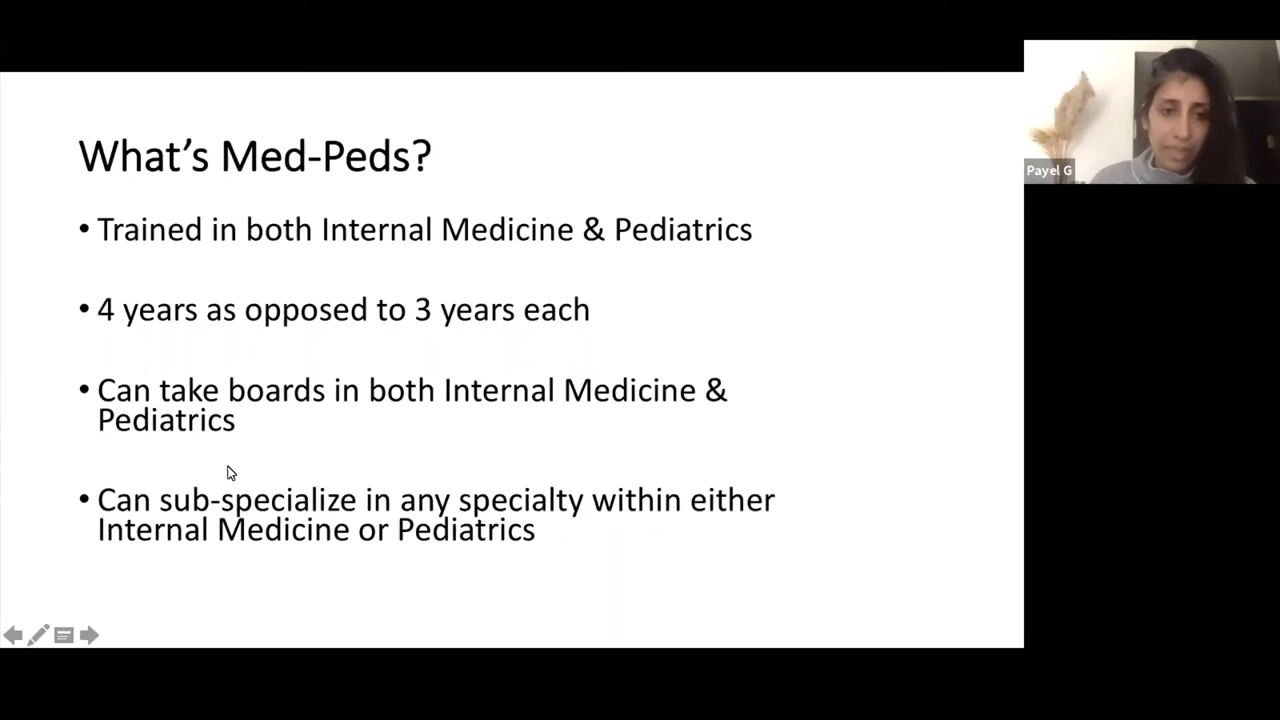 What’s Med-Peds?
• Trained in both Internal Medicine & Pediatrics
• 4 years as opposed to 3 years each
• Can take boards in both Internal Medicine &
Pediatrics
• Can sub-specialize in any specialty within either
Internal Medicine or Pediatrics
Payel G